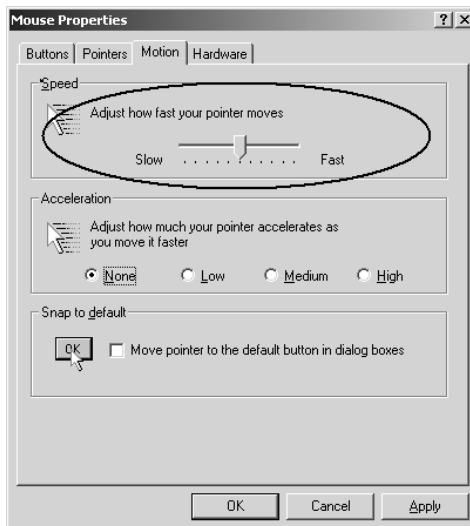 Mouse Properties
Buttons Pointers Motion Hardware
Speed
Adjust how fast your pointer moves
Slow Fast
Acceleration
Adjust how much your pointer accelerates as
you move it faster
None Low Medium High
Snap to default
OK Move pointer to the default button in dialog boxes
OK Cancel Apply